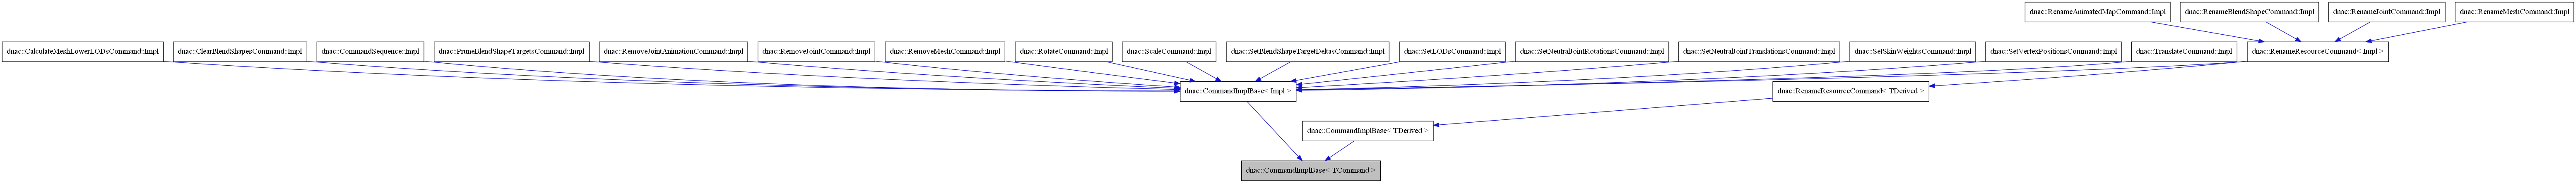 dnac::RenameAnimatedMapCommand::Impl
dnac::RenameBlendShapeCommand::Impl
dnac::RenameJointCommand::Impl
dnac::RenameMeshCommand::Impl
dnac::CalculateMeshLowerLODsCommand::Impl
dnac::ClearBlendShapesCommand::Impl
dnac::CommandSequence::Impl
dnac::PruneBlendShapeTargetsCommand::Impl
dnac::RemoveJointAnimationCommand::Impl
dnac::RemoveJointCommand::Impl
dnac::RemoveMeshCommand::Impl
dnac::RotateCommand::Impl
dnac::ScaleCommand::Impl
dnac::SetBlendShapeTargetDeltasCommand::Impl
dnac::SetLODsCommand::Impl
dnac::SetNeutralJointRotationsCommand::Impl
dnac::SetNeutralJointTranslationsCommand::Impl
dnac::SetSkinWeightsCommand::Impl
dnac::SetVertexPositionsCommand::Impl
dnac::TranslateCommand::Impl
dnac::RenameResourceCommand< Impl >
dnac::CommandImplBase< Impl >
dnac::RenameResourceCommand< TDerived >
dnac::CommandImplBase< TDerived >
dnac::CommandImplBase< TCommand >